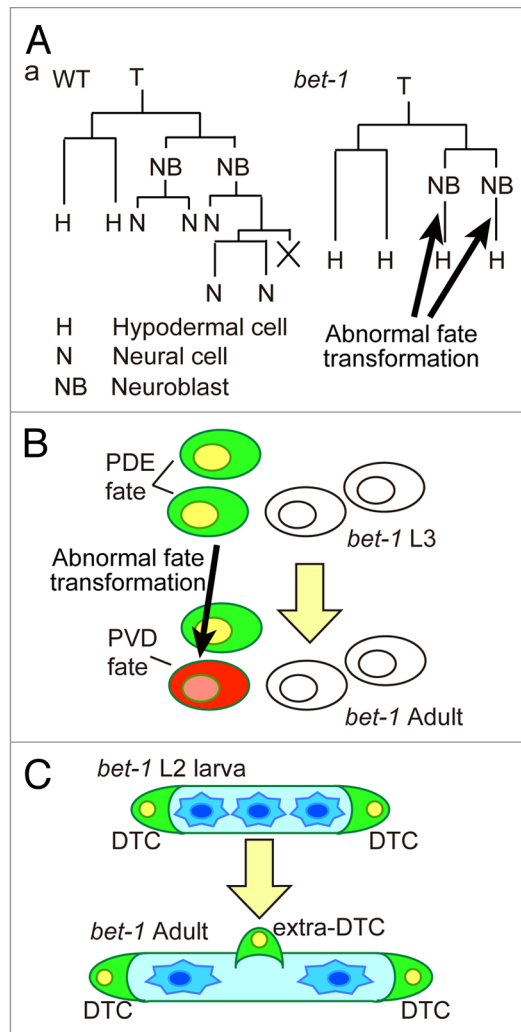 A
a WT T bet-1 T
NB NB NB NB
H H N N N X H H H H
N N
H Hypodermal cell
N Neural cell
NB Neuroblast
Abnormal fate
transformation
B
PDE
fate
bet-1 L3
Abnormal fate
transformation
PVD
fate
bet-1 Adult
C
bet-1 L2 larva
DTC DTC
bet-1 Adult extra-DTC
DTC DTC